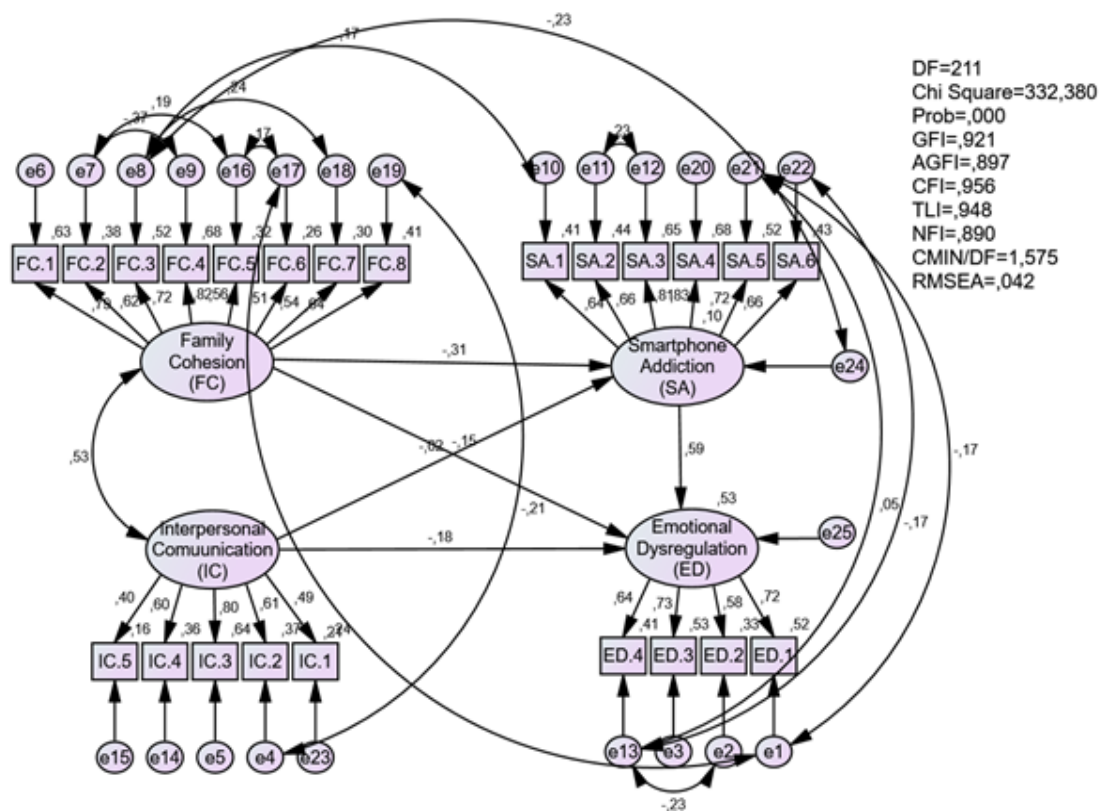 -,23
,17
,24
,19
-,37
,17
,23
DF=211
Chi Square=332,380
Prob=,000
GFI=,921
AGFI=,897
CFI=,956
TLI=,948
NFI=,890
CMIN/DF=1,575
RMSEA=,042
e6 e7 e8 e9 e16 e17 e18 e19 e10 e11 e12 e20 e21 e22
,63 ,38 ,52 ,68 ,32 ,26 ,30 ,41 ,41 ,44 ,65 ,68 ,52 ,43
FC.1 FC.2 FC.3 FC.4 FC.5 FC.6 FC.7 FC.8 SA.1 SA.2 SA.3 SA.4 SA.5 SA.6
,79 ,62 ,72 ,82 ,56 ,51 ,54 ,64 ,64 ,66 ,81 ,83 ,72 ,66
,10
Family
Cohesion
(FC)
Smartphone
Addiction
(SA)
e24
-,31
-,02 -,15
,53
,59
-,17
-,21
,05
-,17
,53
Interpersonal
Comuunication
(IC)
Emotional
Dysregulation
(ED)
e25
-,18
,40 ,60 ,80 ,61 ,49 ,64 ,73 ,58 ,72
,16 ,36 ,64 ,37 ,24 ,41 ,53 ,33 ,52
IC.5 IC.4 IC.3 IC.2 IC.1 ED.4 ED.3 ED.2 ED.1
e15 e14 e5 e4 e23 e13 e3 e2 e1
-,23